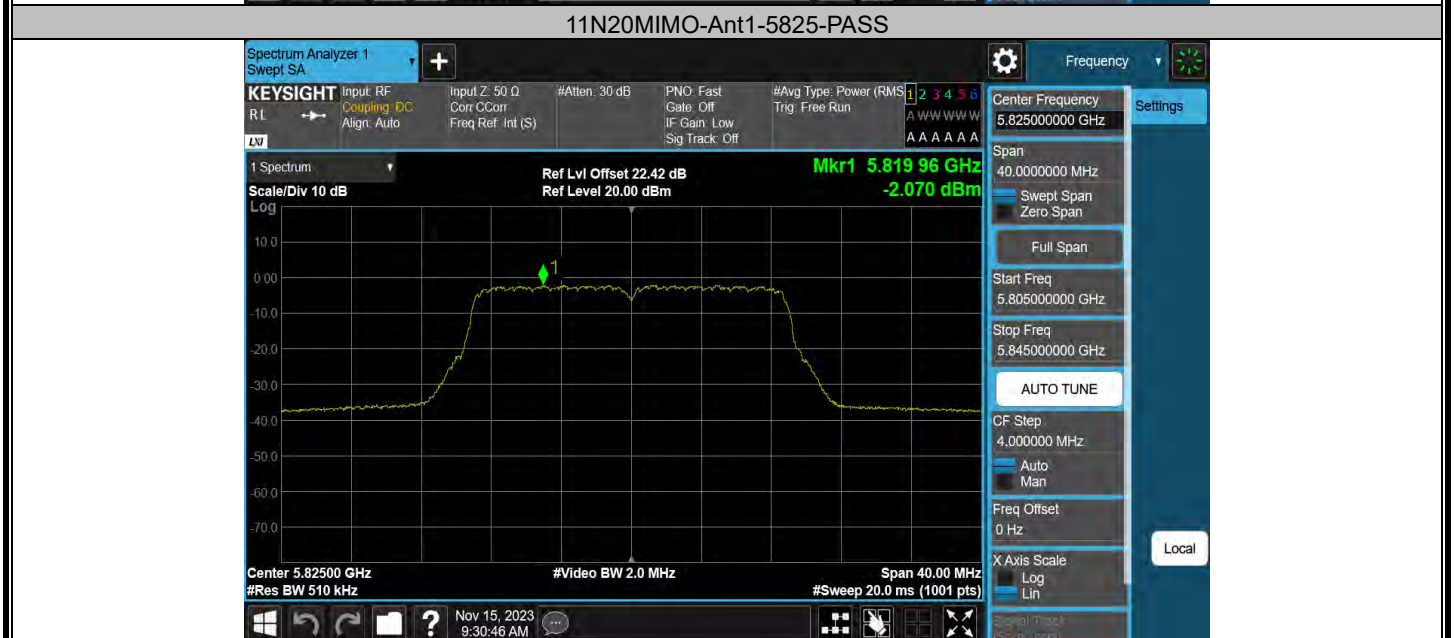 11N20MIMO-Ant1-5825-PASS
Spectrum Analyzer 1
Swept SA
Frequency
KEYSIGHT
RL
LXI
Input: RF
Coupling: DC
Align: Auto
Input Z: 50 Ω
Corr CCorr
Freq Ref: Int (S)
#Atten: 30 dB
PNO: Fast
Gate: Off
IF Gain: Low
Sig Track: Off
#Avg Type: Power (RMS
Trig: Free Run
1 2 3 4 5 6
A WW WW W
A A A A A A
1 Spectrum
Scale/Div 10 dB
Log
Ref Lvl Offset 22.42 dB
Ref Level 20.00 dBm
Mkr1 5.819 96 GHz
-2.070 dBm
1
10.0
0.00
-10.0
-20.0
-30.0
-40.0
-50.0
-60.0
-70.0
Center 5.82500 GHz
#Res BW 510 kHz
#Video BW 2.0 MHz
Span 40.00 MHz
#Sweep 20.0 ms (1001 pts)
Center Frequency
5.825000000 GHz
Settings
Span
40.0000000 MHz
Swept Span
Zero Span
Full Span
Start Freq
5.805000000 GHz
Stop Freq
5.845000000 GHz
AUTO TUNE
CF Step
4.000000 MHz
Auto
Man
Freq Offset
0 Hz
X Axis Scale
Log
Lin
Local
Signal Track
?
Nov 15, 2023
9:30:46 AM